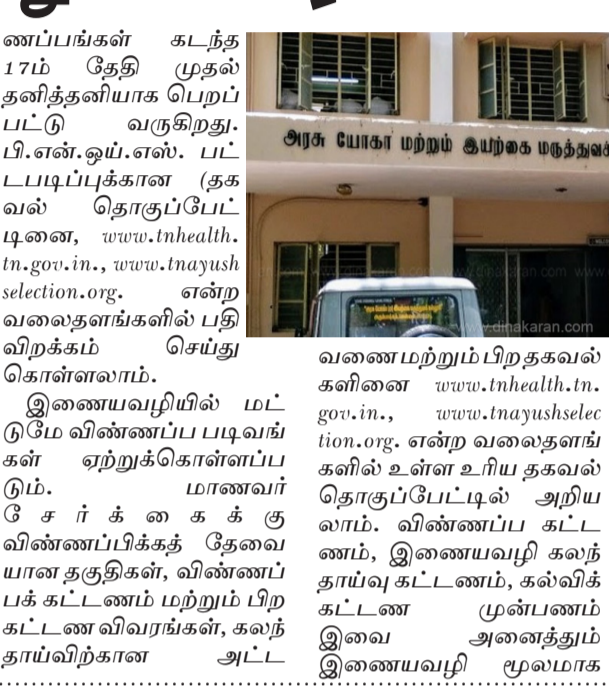 ணப்பங்கள் கடந்த
17ம் தேதி முதல்
தனித்தனியாக பெறப்
பட்டு வருகிறது.
பி.என்.ஒய்.எஸ். பட்
டபடிப்புக்கான (தக
வல் தொகுப்பேட்
டினை, www.tnhealth.
tn.gov.in., www.tnayush
selection.org. என்ற
வலைதளங்களில் பதி
விறக்கம் செய்து
கொள்ளலாம்.
இணையவழியில் மட்
டுமே விண்ணப்ப படிவங்
கள் ஏற்றுக்கொள்ளப்ப
டும். மாணவர்
சேர்க்கைக்கு
விண்ணப்பிக்கத் தேவை
யான தகுதிகள், விண்ணப்
பக் கட்டணம் மற்றும் பிற
கட்டண விவரங்கள், கலந்
தாய்விற்கான அட்ட
அரசு யோகா மற்றும் இயற்கை மருத்துவக்
www.dinakaran.com
வணை மற்றும் பிற தகவல்
களினை www.tnhealth.tn.
gov.in., www.tnayushselec
tion.org. என்ற வலைதளங்
களில் உள்ள உரிய தகவல்
தொகுப்பேட்டில் அறிய
லாம். விண்ணப்ப கட்ட
ணம், இணையவழி கலந்
தாய்வு கட்டணம், கல்விக்
கட்டண முன்பணம்
இவை அனைத்தும்
இணையவழி மூலமாக